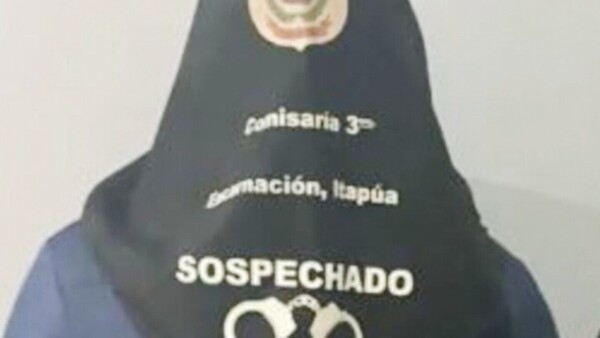 Comisaría 3ra
Encarnación, Itapúa
SOSPECHADO